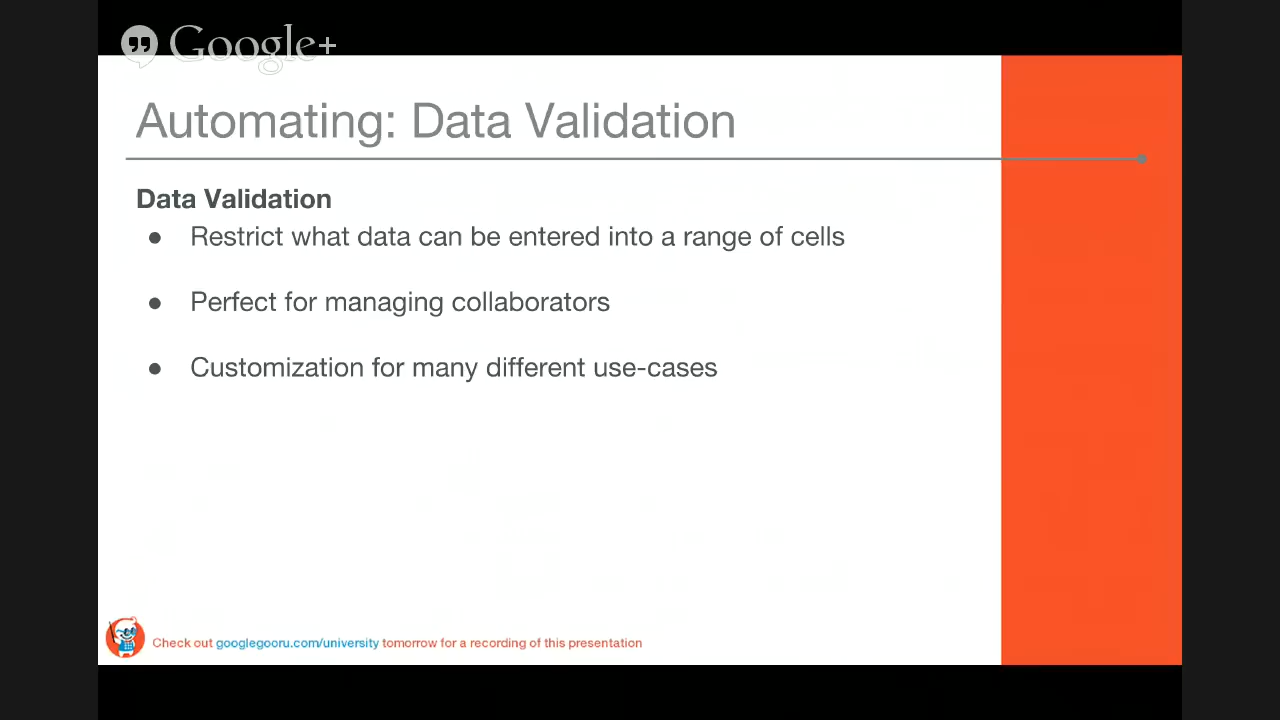 Google+
Automating: Data Validation
Data Validation
● Restrict what data can be entered into a range of cells
● Perfect for managing collaborators
● Customization for many different use-cases
Check out googlegooru.com/university tomorrow for a recording of this presentation